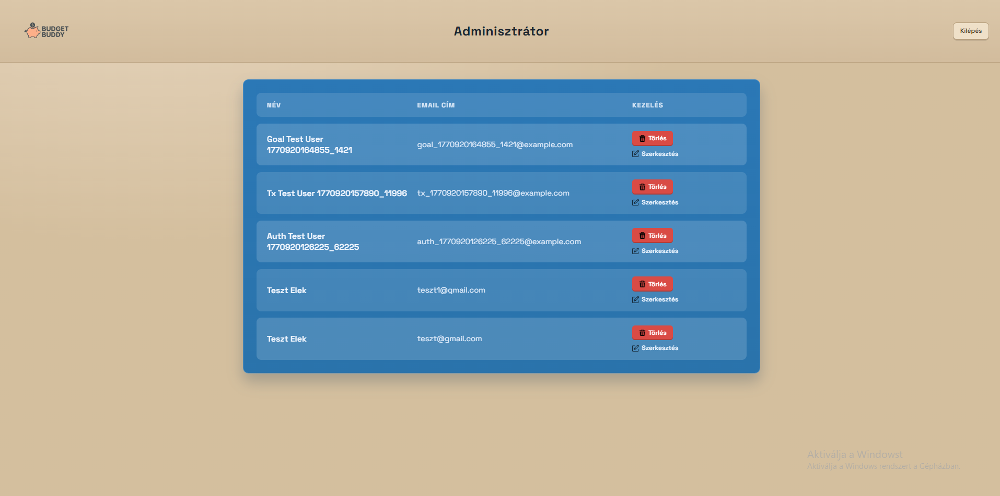 BUDGET
BUDDY
Adminisztrátor
Kilépés
NÉV EMAIL CÍM KEZELÉS
Goal Test User
1770920164855_1421
goal_1770920164855_1421@example.com
Törlés
Szerkesztés
Tx Test User 1770920157890_11996
tx_1770920157890_11996@example.com
Törlés
Szerkesztés
Auth Test User
1770920126225_62225
auth_1770920126225_62225@example.com
Törlés
Szerkesztés
Teszt Elek
teszt1@gmail.com
Törlés
Szerkesztés
Teszt Elek
teszt@gmail.com
Törlés
Szerkesztés
Aktiválja a Windowst
Aktiválja a Windows rendszert a Gépházban.